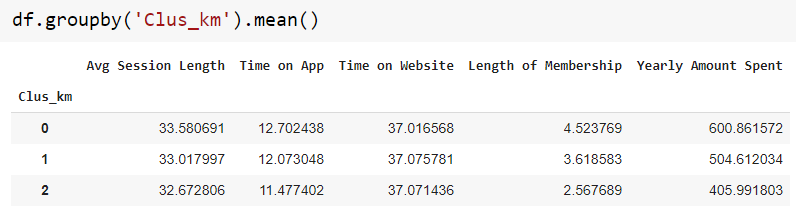 df.groupby('Clus_km').mean()
Avg Session Length Time on App Time on Website Length of Membership Yearly Amount Spent
Clus_km
0 33.580691 12.702438 37.016568 4.523769 600.861572
1 33.017997 12.073048 37.075781 3.618583 504.612034
2 32.672806 11.477402 37.071436 2.567689 405.991803